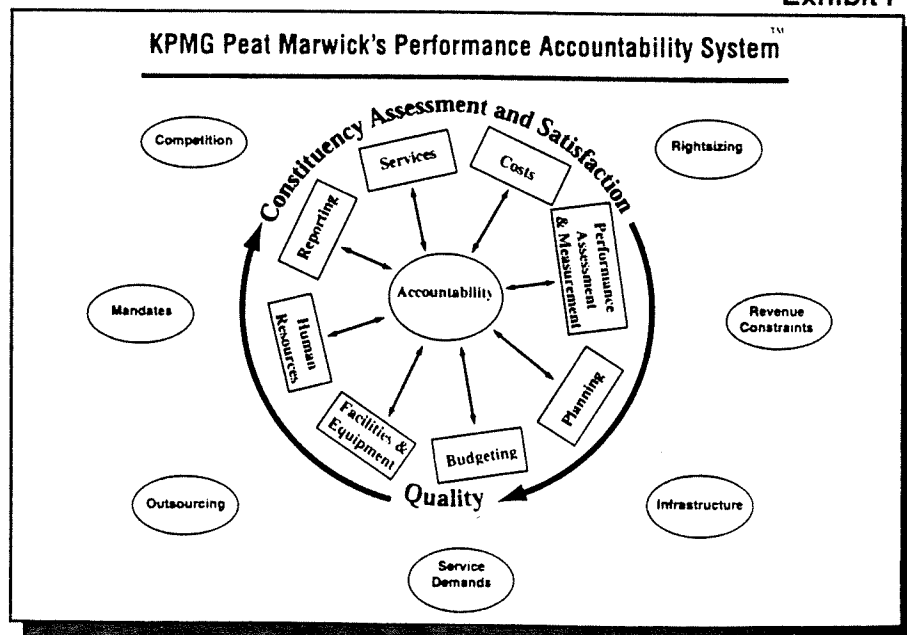 KPMG Peat Marwick's Performance Accountability System™
Constituency Assessment and Satisfaction
Competition
Rightsizing
Services
Costs
Reporting
Performance
Assessment
& Measurement
Accountability
Mandates
Revenue
Constraints
Human
Resources
Planning
Facilities &
Equipment
Budgeting
Quality
Outsourcing
Infrastructure
Service
Demands